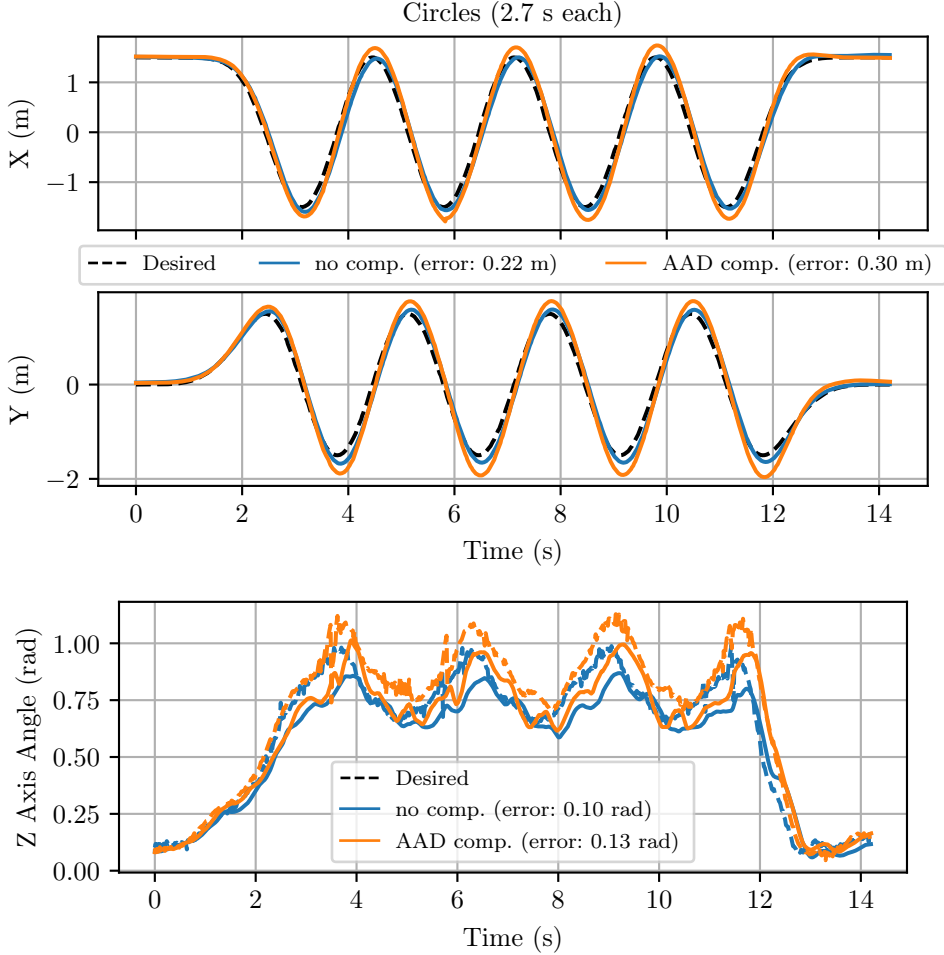 Circles (2.7 s each)
1
0
−1
X (m)
Desired
no comp. (error: 0.22 m)
AAD comp. (error: 0.30 m)
0
−2
Y (m)
0 2 4 6 8 10 12 14
Time (s)
1.00
0.75
0.50
0.25
0.00
Z Axis Angle (rad)
Desired
no comp. (error: 0.10 rad)
AAD comp. (error: 0.13 rad)
0 2 4 6 8 10 12 14
Time (s)